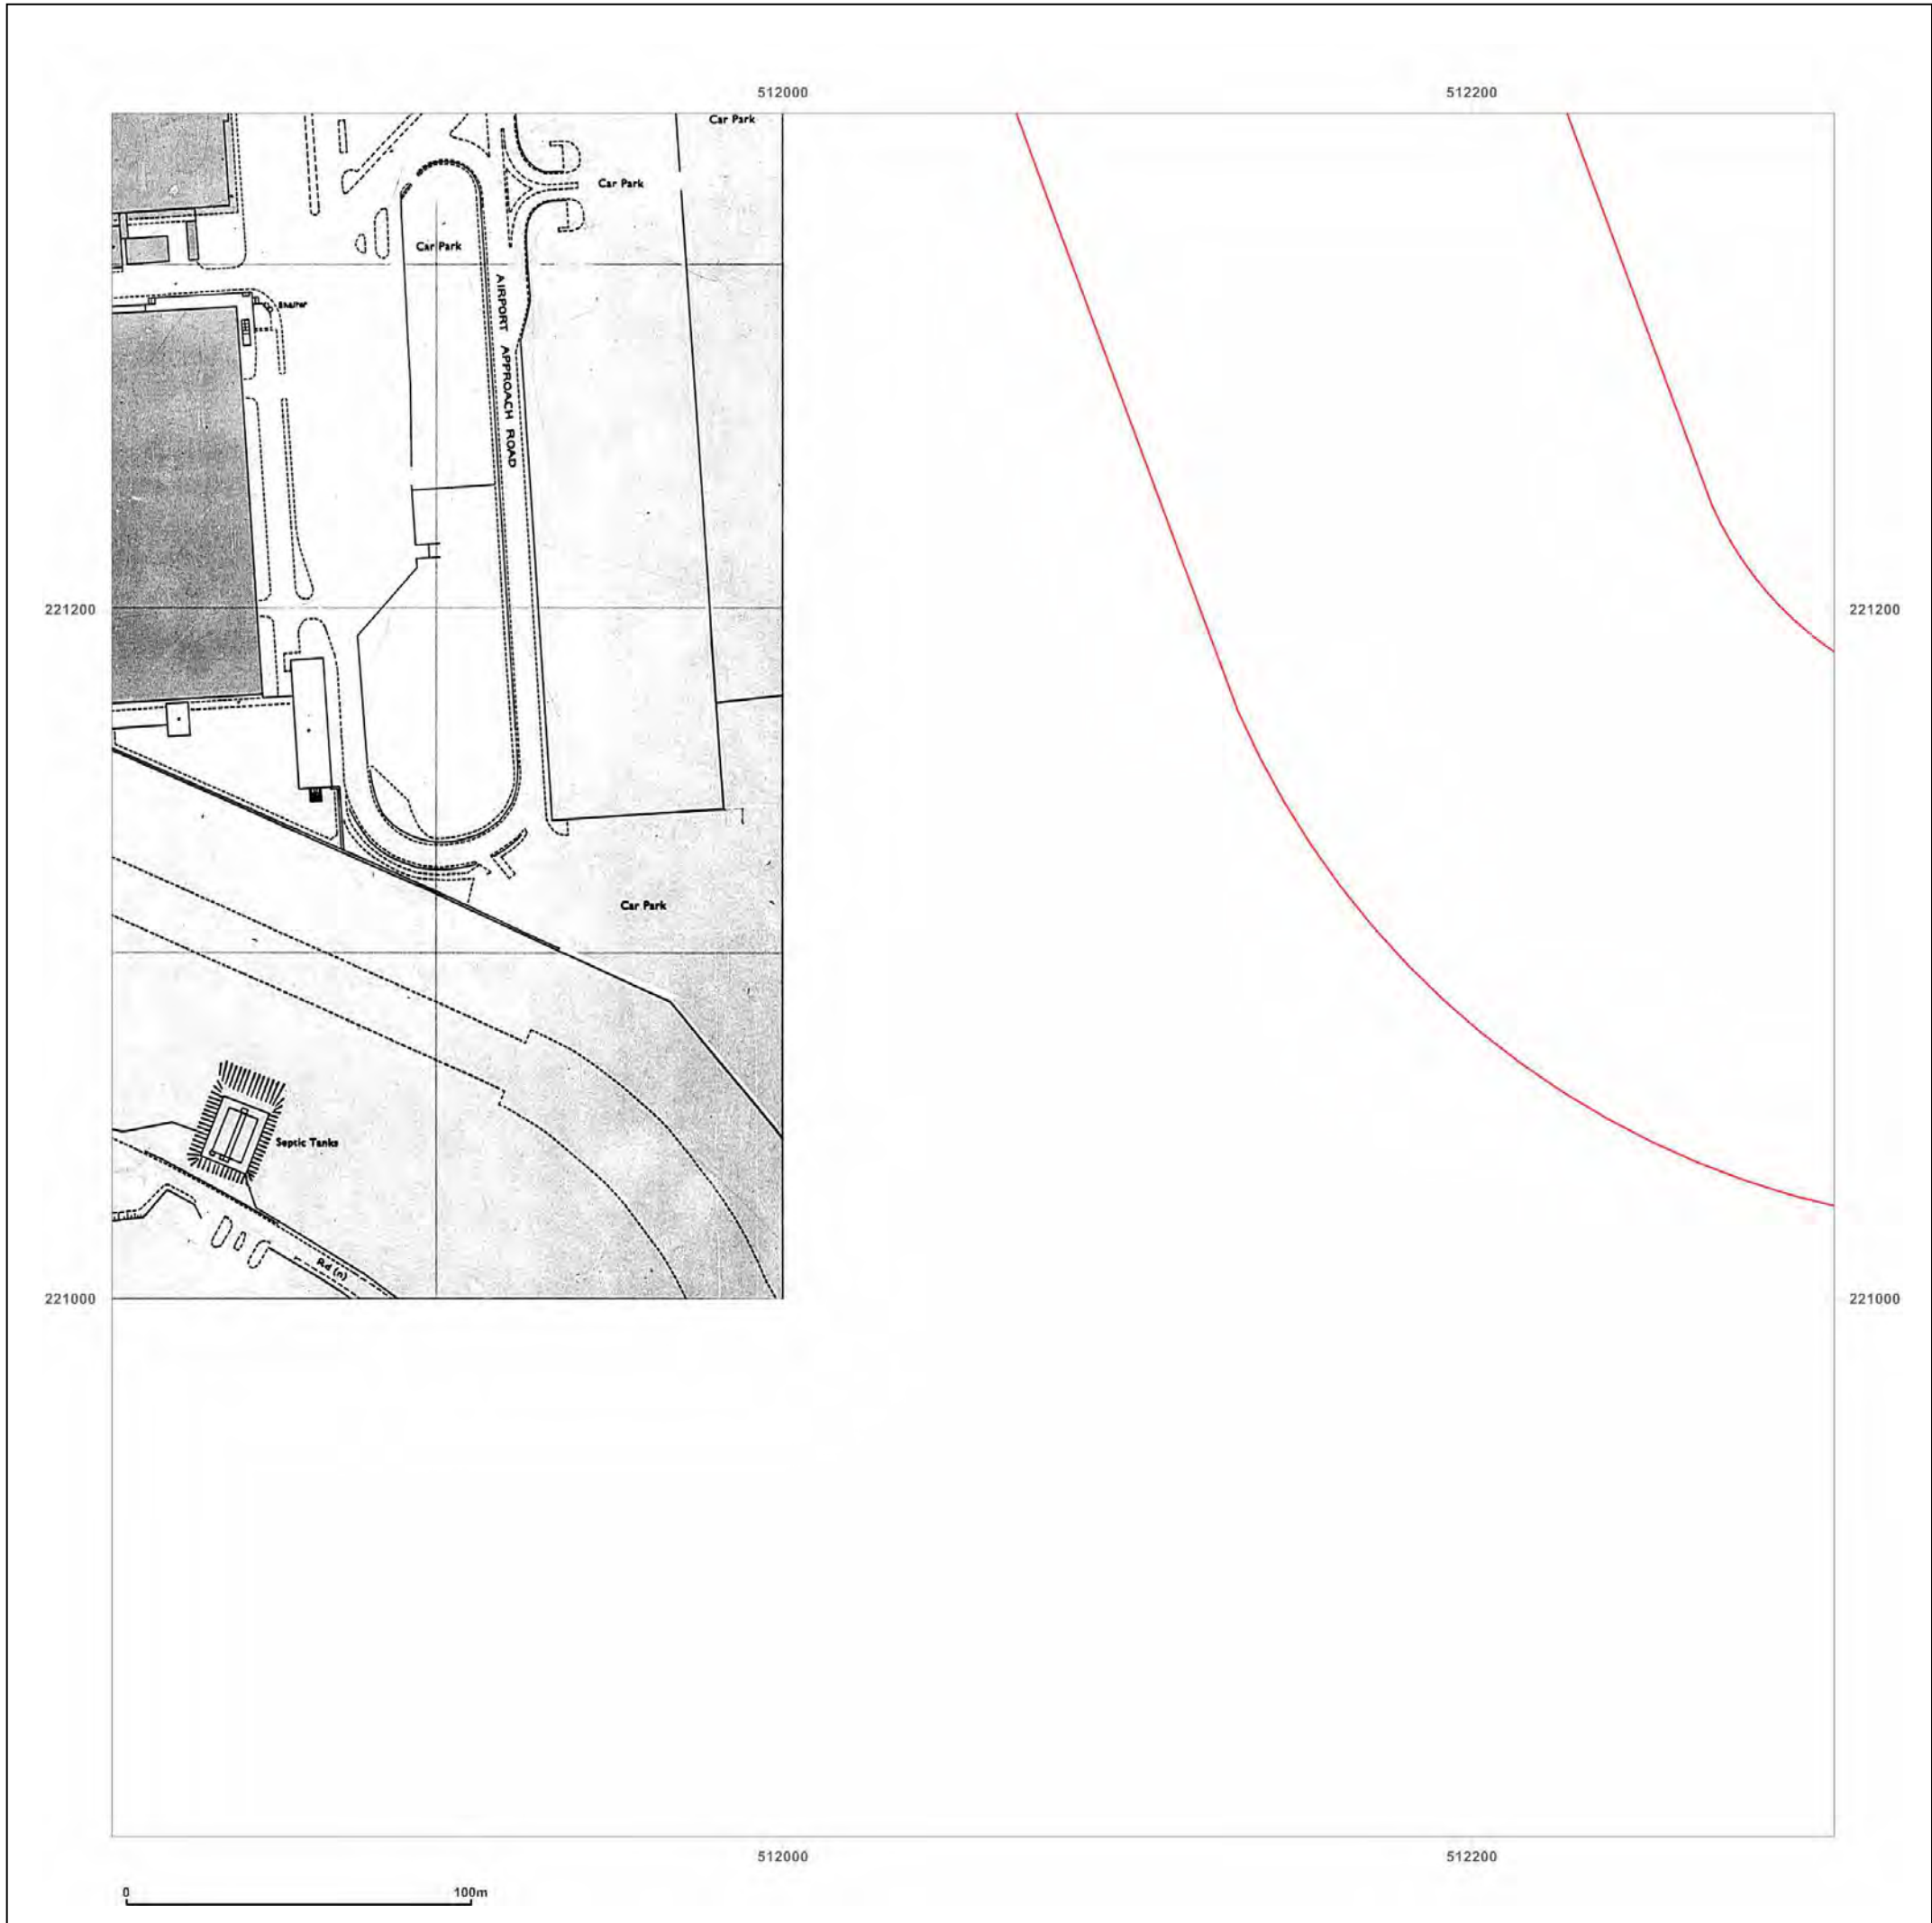 512000
512200
Car Park
Car Park
Car Park
AIRPORT APPROACH ROAD
Shelter
221200
221200
Car Park
Septic Tanks
Rd (n)
221000
221000
512000
512200
0
100m